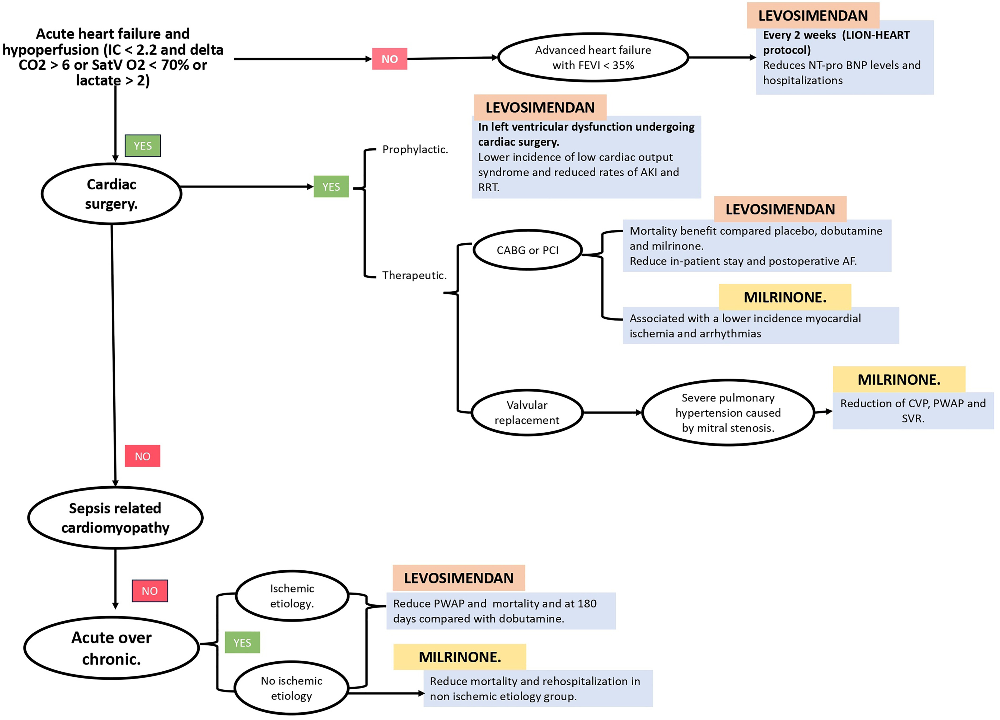 Acute heart failure and
hypoperfusion (IC < 2.2 and delta
CO2 > 6 or SatV O2 < 70% or
lactate > 2)
NO
Advanced heart failure
with FEVI < 35%
LEVOSIMENDAN
Every 2 weeks (LION-HEART
protocol)
Reduces NT-pro BNP levels and
hospitalizations
YES
Cardiac
surgery.
YES
Prophylactic.
LEVOSIMENDAN
In left ventricular dysfunction undergoing
cardiac surgery.
Lower incidence of low cardiac output
syndrome and reduced rates of AKI and
RRT.
Therapeutic.
CABG or PCI
LEVOSIMENDAN
Mortality benefit compared placebo, dobutamine
and milrinone.
Reduce in-patient stay and postoperative AF.
MILRINONE.
Associated with a lower incidence myocardial
ischemia and arrhythmias
Valvular
replacement
Severe pulmonary
hypertension caused
by mitral stenosis.
MILRINONE.
Reduction of CVP, PWAP and
SVR.
NO
Sepsis related
cardiomyopathy
NO
Acute over
chronic.
YES
Ischemic
etiology.
LEVOSIMENDAN
Reduce PWAP and mortality and at 180
days compared with dobutamine.
No ischemic
etiology
MILRINONE.
Reduce mortality and rehospitalization in
non ischemic etiology group.